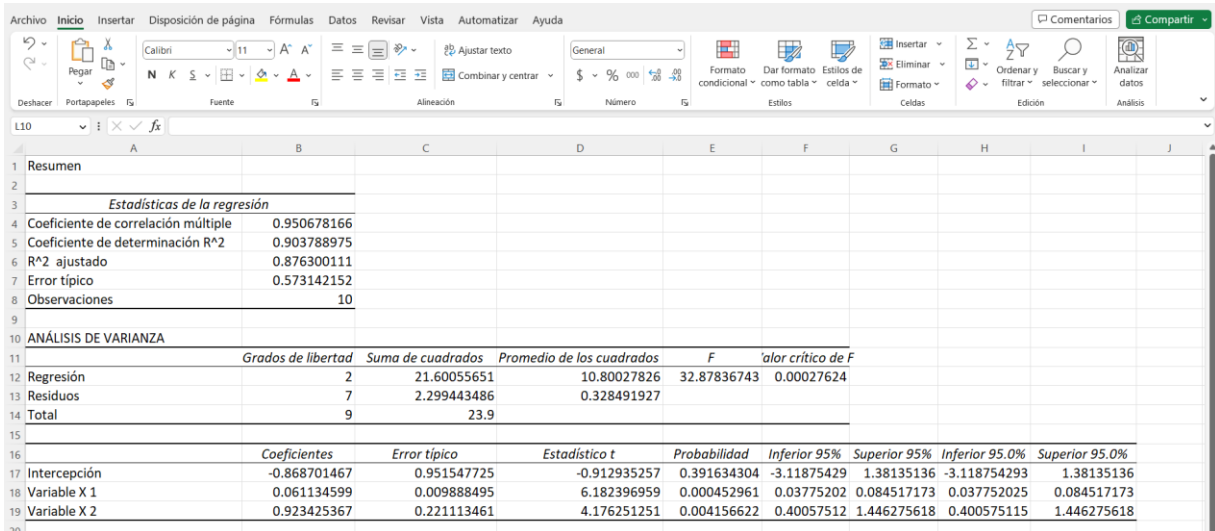 Archivo Inicio Insertar Disposición de página Fórmulas Datos Revisar Vista Automatizar Ayuda Comentarios Compartir
Calibri 11 A^ A˅ Ajustar texto General Insertar Σ
Pegar N K S A Combinar y centrar $ % 000 Formato condicional Dar formato como tabla Estilos de celda Eliminar Formato Ordenar y filtrar Buscar y seleccionar Analizar datos
Deshacer Portapapeles Fuente Alineación Número Estilos Celdas Edición Análisis
L10 fx
A B C D E F G H I J
1 Resumen
2
3 Estadísticas de la regresión
4 Coeficiente de correlación múltiple 0.950678166
5 Coeficiente de determinación R^2 0.903788975
6 R^2 ajustado 0.876300111
7 Error típico 0.573142152
8 Observaciones 10
9
10 ANÁLISIS DE VARIANZA
11 Grados de libertad Suma de cuadrados Promedio de los cuadrados F alor crítico de F
12 Regresión 2 21.60055651 10.80027826 32.87836743 0.00027624
13 Residuos 7 2.299443486 0.328491927
14 Total 9 23.9
15
16 Coeficientes Error típico Estadístico t Probabilidad Inferior 95% Superior 95% Inferior 95.0% Superior 95.0%
17 Intercepción -0.868701467 0.951547725 -0.912935257 0.391634304 -3.11875429 1.38135136 -3.118754293 1.38135136
18 Variable X 1 0.061134599 0.009888495 6.182396959 0.000452961 0.03775202 0.084517173 0.037752025 0.084517173
19 Variable X 2 0.923425367 0.221113461 4.176251251 0.004156622 0.40057512 1.446275618 0.400575115 1.446275618